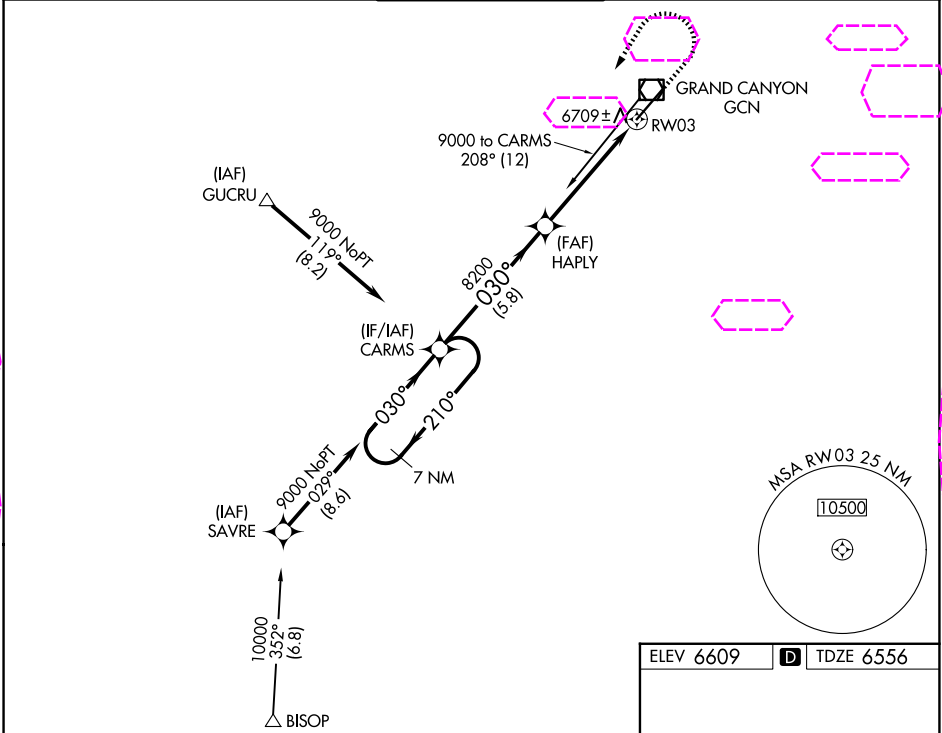 GRAND CANYON
GCN
6709±
RW03
9000 to CARMS
208° (12)
(IAF)
GUCRU
9000 NoPT
119°
(8.2)
(FAF)
HAPLY
8200
030°
(5.8)
(IF/IAF)
CARMS
030°
210°
7 NM
9000 NoPT
029°
(8.6)
(IAF)
SAVRE
MSA RW03 25 NM
10500
10000
352°
(6.8)
BISOP
ELEV 6609 D TDZE 6556